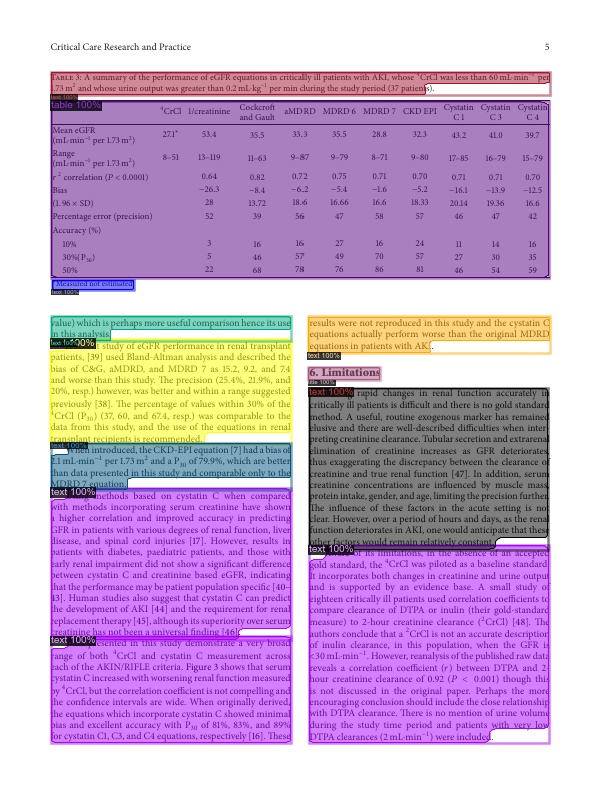 Critical Care Research and Practice 5
Table 3: A summary of the performance of eGFR equations in critically ill patients with AKI, whose ⁴CrCl was less than 60 mL·min⁻¹ per
1.73 m² and whose urine output was greater than 0.2 mL·kg⁻¹ per min during the study period (37 patients).
text 100%
table 100%
⁴CrCl 1/creatinine Cockcroft and Gault aMDRD MDRD 6 MDRD 7 CKD EPI Cystatin C 1 Cystatin C 3 Cystatin C 4
Mean eGFR (mL·min⁻¹ per 1.73 m²) 27.1* 53.4 35.5 33.3 35.5 28.8 32.3 43.2 41.0 39.7
Range (mL·min⁻¹ per 1.73 m²) 8–51 13–119 11–63 9–87 9–79 8–71 9–80 17–85 16–79 15–79
r² correlation (P < 0.0001) 0.64 0.82 0.72 0.75 0.71 0.70 0.71 0.71 0.70
Bias −26.3 −8.4 −6.2 −5.4 −1.6 −5.2 −16.1 −13.9 −12.5
(1.96 × SD) 28 13.72 18.6 16.66 16.6 18.33 20.14 19.36 16.6
Percentage error (precision) 52 39 56 47 58 57 46 47 42
Accuracy (%)
10% 3 16 16 27 16 24 11 14 16
30%(P₃₀) 5 46 57 49 70 57 27 30 35
50% 22 68 78 76 86 81 46 54 59
*Measured not estimated.
text 100%
value) which is perhaps more useful comparison hence its use
in this analysis.
text 100%
study of eGFR performance in renal transplant
patients, [39] used Bland-Altman analysis and described the
bias of C&G, aMDRD, and MDRD 7 as 15.2, 9.2, and 7.4
and worse than this study. The precision (25.4%, 21.9%, and
20%, resp.) however, was better and within a range suggested
previously [38]. The percentage of values within 30% of the
⁴CrCl (P₃₀) (37, 60, and 67.4, resp.) was comparable to the
data from this study, and the use of the equations in renal
transplant recipients is recommended.
text 100%
When introduced, the CKD-EPI equation [7] had a bias of
2.1 mL·min⁻¹ per 1.73 m² and a P₃₀ of 79.9%, which are better
than data presented in this study and comparable only to the
MDRD 7 equation.
text 100%
methods based on cystatin C when compared
with methods incorporating serum creatinine have shown
a higher correlation and improved accuracy in predicting
GFR in patients with various degrees of renal function, liver
disease, and spinal cord injuries [17]. However, results in
patients with diabetes, paediatric patients, and those with
early renal impairment did not show a significant difference
between cystatin C and creatinine based eGFR, indicating
that the performance may be patient population specific [40–
43]. Human studies also suggest that cystatin C can predict
the development of AKI [44] and the requirement for renal
replacement therapy [45], although its superiority over serum
creatinine has not been a universal finding [46].
text 100%
presented in this study demonstrate a very broad
range of both ⁴CrCl and cystatin C measurement across
each of the AKIN/RIFLE criteria. Figure 3 shows that serum
cystatin C increased with worsening renal function measured
by ⁴CrCl, but the correlation coefficient is not compelling and
the confidence intervals are wide. When originally derived,
the equations which incorporate cystatin C showed minimal
bias and excellent accuracy with P₃₀ of 81%, 83%, and 89%
for cystatin C1, C3, and C4 equations, respectively [16]. These
results were not reproduced in this study and the cystatin C
equations actually perform worse than the original MDRD
equations in patients with AKI.
text 100%
6. Limitations
title 100%
text 100%
rapid changes in renal function accurately in
critically ill patients is difficult and there is no gold standard
method. A useful, routine exogenous marker has remained
elusive and there are well-described difficulties when inter-
preting creatinine clearance. Tubular secretion and extrarenal
elimination of creatinine increases as GFR deteriorates,
thus exaggerating the discrepancy between the clearance of
creatinine and true renal function [47]. In addition, serum
creatinine concentrations are influenced by muscle mass,
protein intake, gender, and age, limiting the precision further.
The influence of these factors in the acute setting is not
clear. However, over a period of hours and days, as the renal
function deteriorates in AKI, one would anticipate that these
other factors would remain relatively constant.
text 100%
of its limitations, in the absence of an accepted
gold standard, the ⁴CrCl was piloted as a baseline standard.
It incorporates both changes in creatinine and urine output
and is supported by an evidence base. A small study of
eighteen critically ill patients used correlation coefficients to
compare clearance of DTPA or inulin (their gold-standard
measure) to 2-hour creatinine clearance (²CrCl) [48]. The
authors conclude that a ²CrCl is not an accurate description
of inulin clearance, in this population, when the GFR is
<30 mL·min⁻¹. However, reanalysis of the published raw data
reveals a correlation coefficient (r) between DTPA and 2-
hour creatinine clearance of 0.92 (P < 0.001) though this
is not discussed in the original paper. Perhaps the more
encouraging conclusion should include the close relationship
with DTPA clearance. There is no mention of urine volume
during the study time period and patients with very low
DTPA clearances (2 mL·min⁻¹) were included.